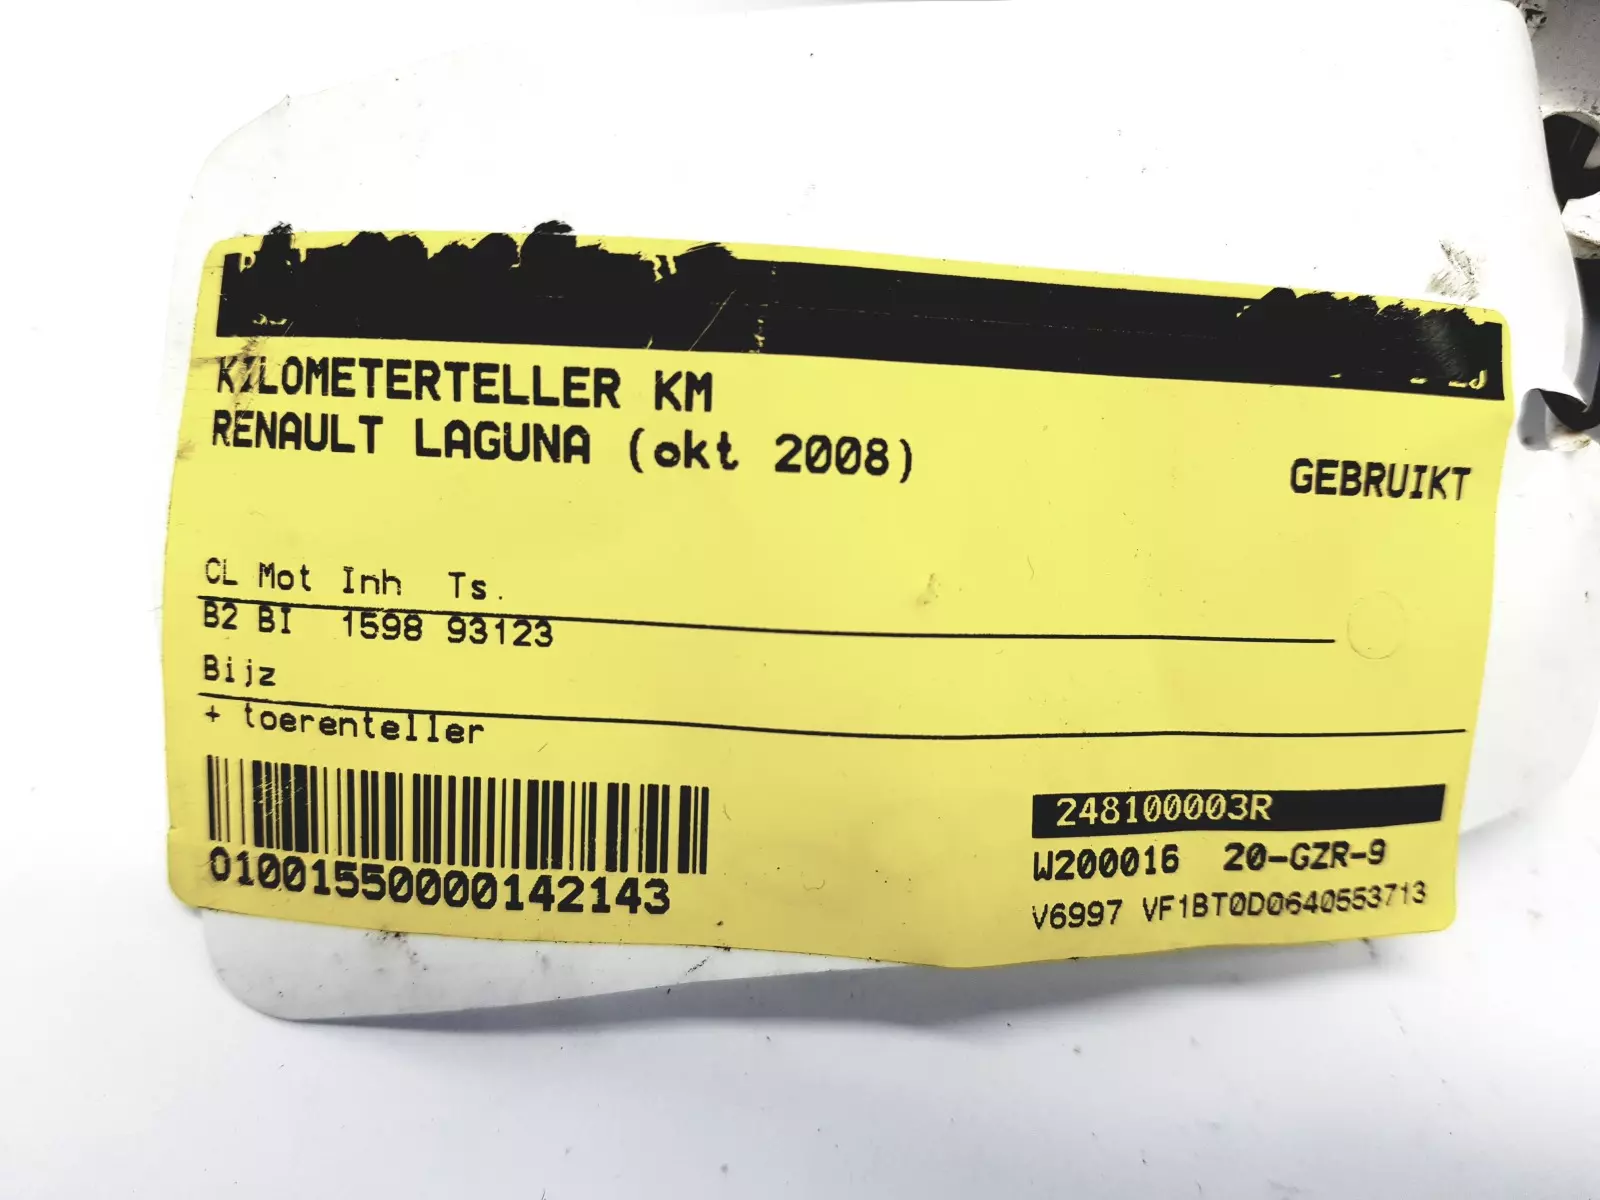 KILOMETERTELLER KM
RENAULT LAGUNA (okt 2008)
GEBRUIKT
CL Mot Inh Ts.
B2 BI 1598 93123
Bijz
+ toerenteller
01001550000142143
248100003R
W200016 20-GZR-9
V6997 VF1BT0D0640553713